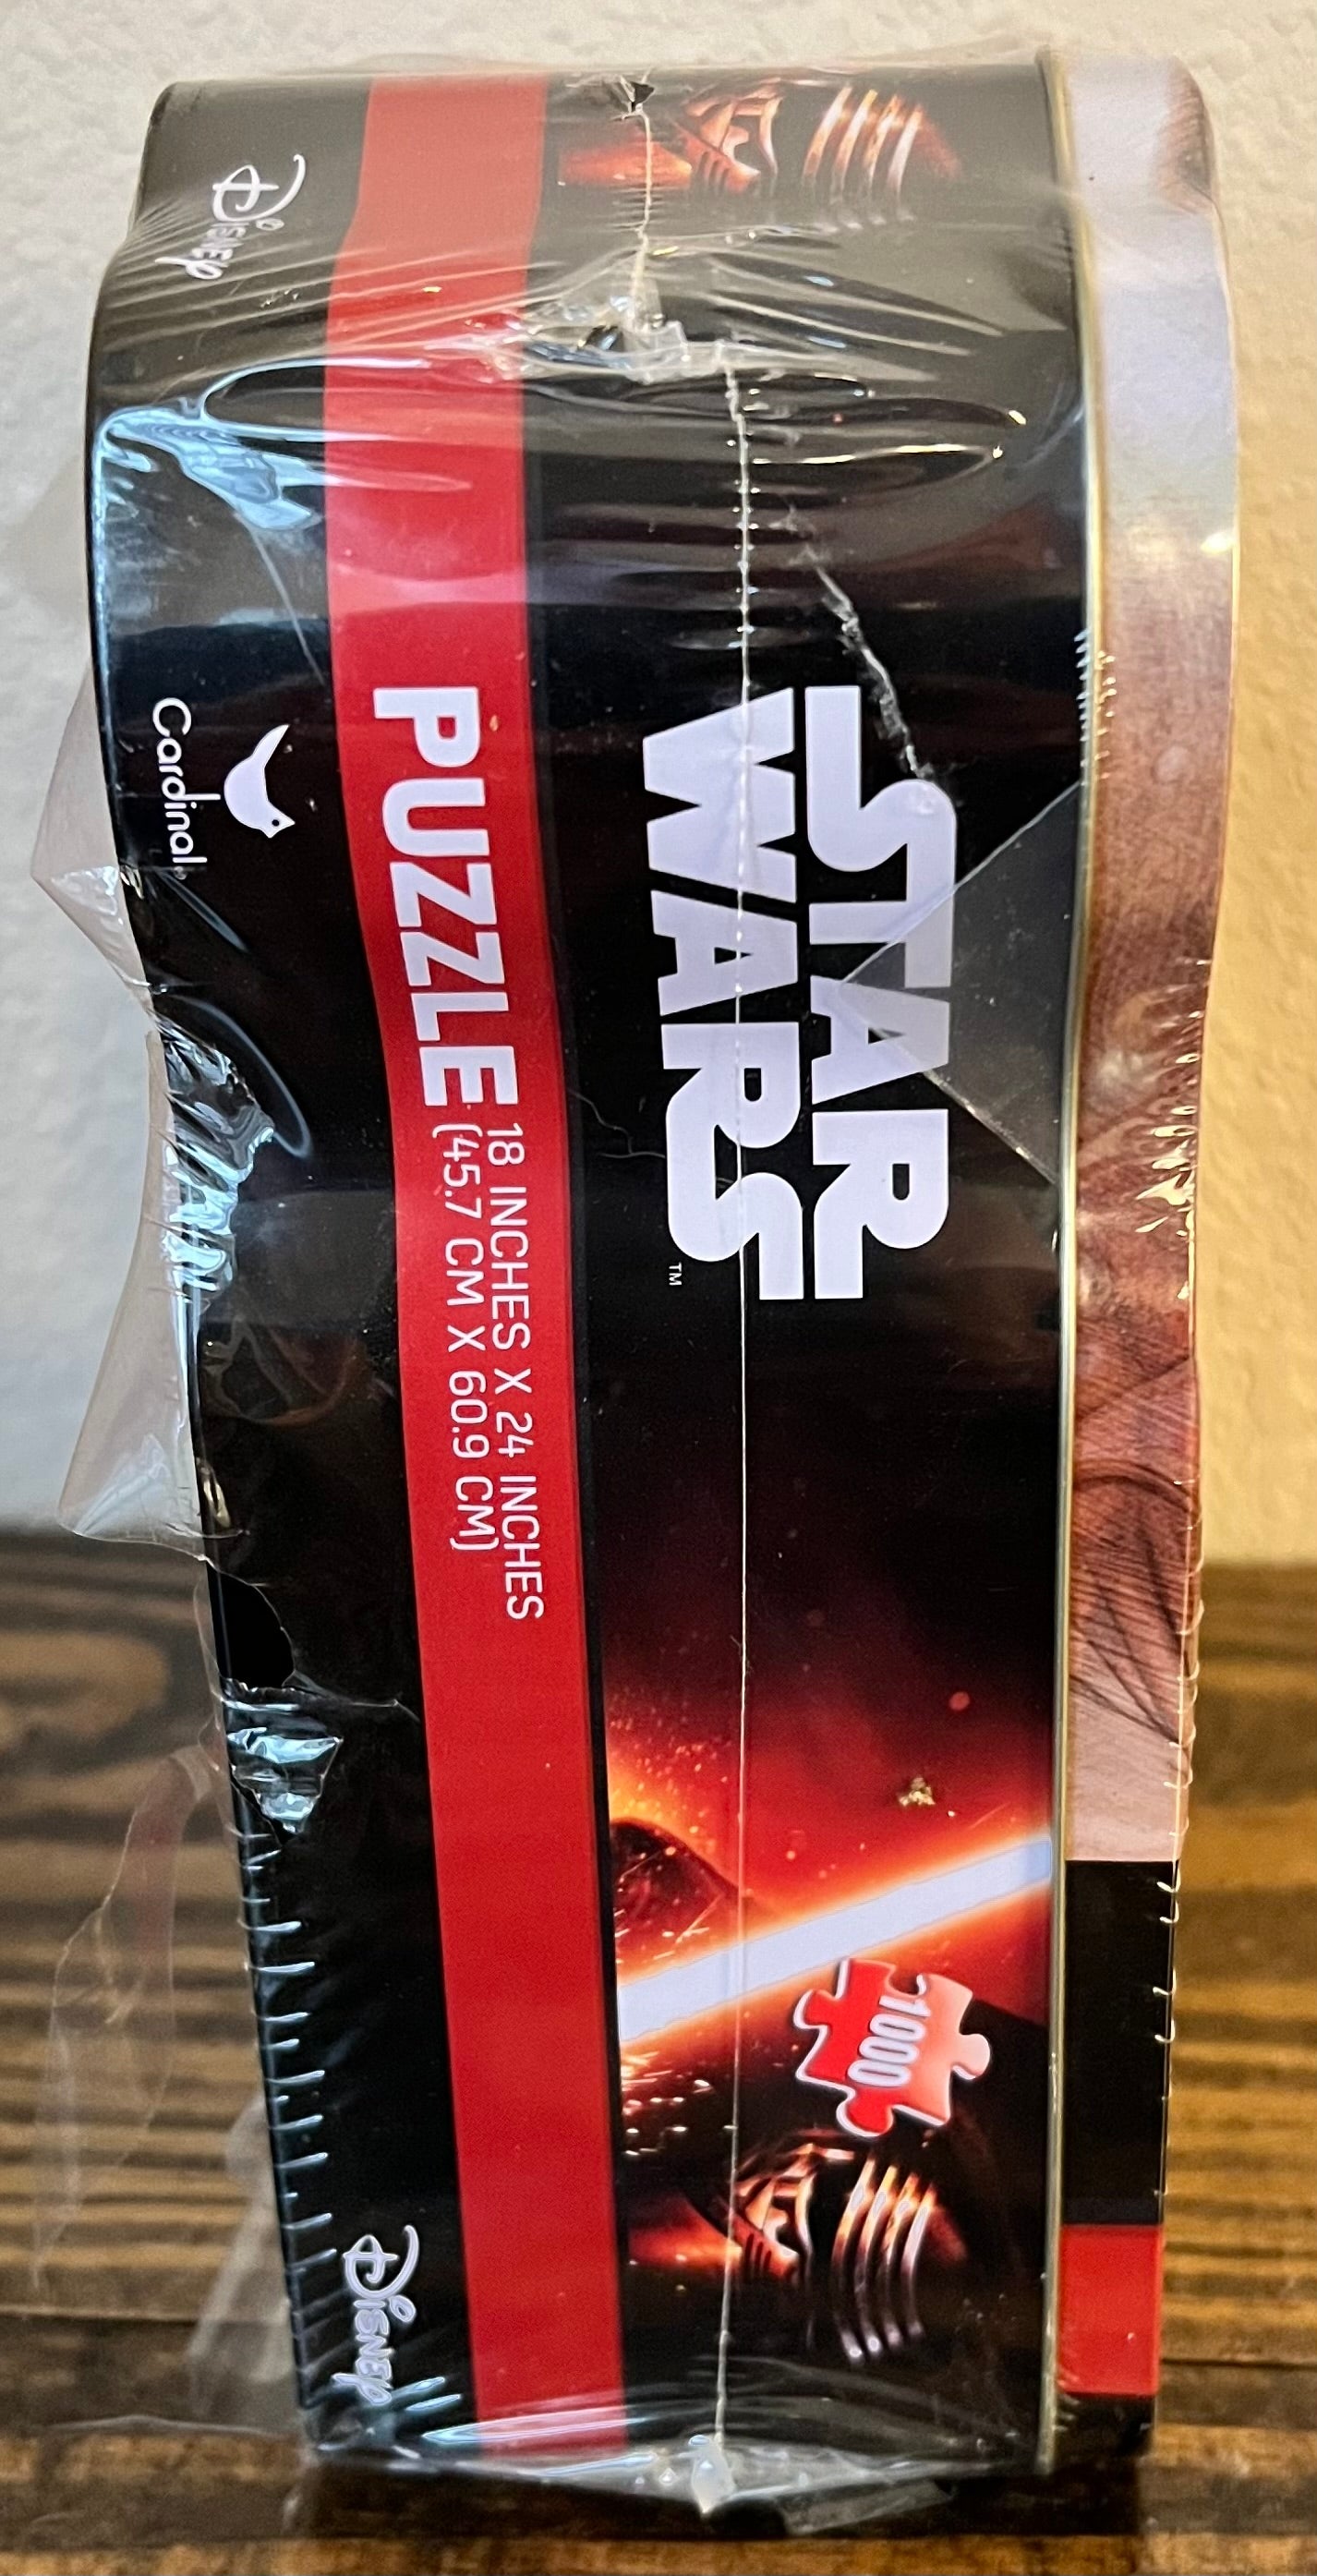 STAR
WARS
TM
PUZZLE
18 INCHES X 24 INCHES
(45.7 CM X 60.9 CM)
Cardinal
Disney
1000
Disney